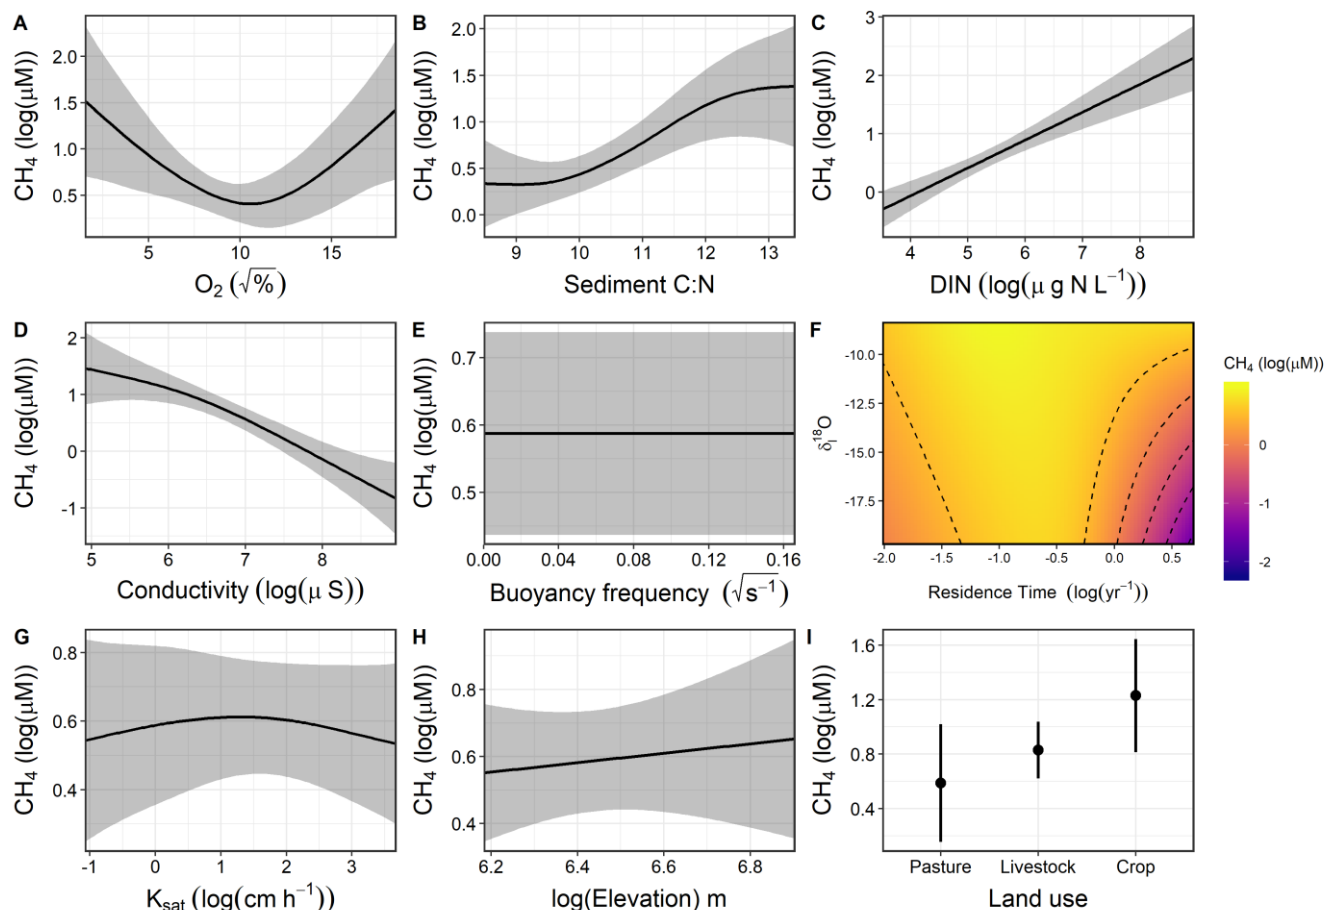 A
CH₄ (log(μM))
2.0
1.5
1.0
0.5
5
10
15
O₂ (√%)
B
CH₄ (log(μM))
2.0
1.5
1.0
0.5
0.0
9
10
11
12
13
Sediment C:N
C
CH₄ (log(μM))
3
2
1
0
4
5
6
7
8
DIN (log(μ g N L⁻¹))
D
CH₄ (log(μM))
2
1
0
-1
5
6
7
8
Conductivity (log(μ S))
E
CH₄ (log(μM))
0.7
0.6
0.5
0.00
0.04
0.08
0.12
0.16
Buoyancy frequency (√s⁻¹)
F
δ¹⁸Oₗ
-10.0
-12.5
-15.0
-17.5
-2.0
-1.5
-1.0
-0.5
0.0
0.5
Residence Time (log(yr⁻¹))
CH₄ (log(μM))
0
-1
-2
G
CH₄ (log(μM))
0.8
0.6
0.4
-1
0
1
2
3
Ksat (log(cm h⁻¹))
H
CH₄ (log(μM))
0.8
0.6
0.4
6.2
6.4
6.6
6.8
log(Elevation) m
I
CH₄ (log(μM))
1.6
1.2
0.8
0.4
Pasture
Livestock
Crop
Land use